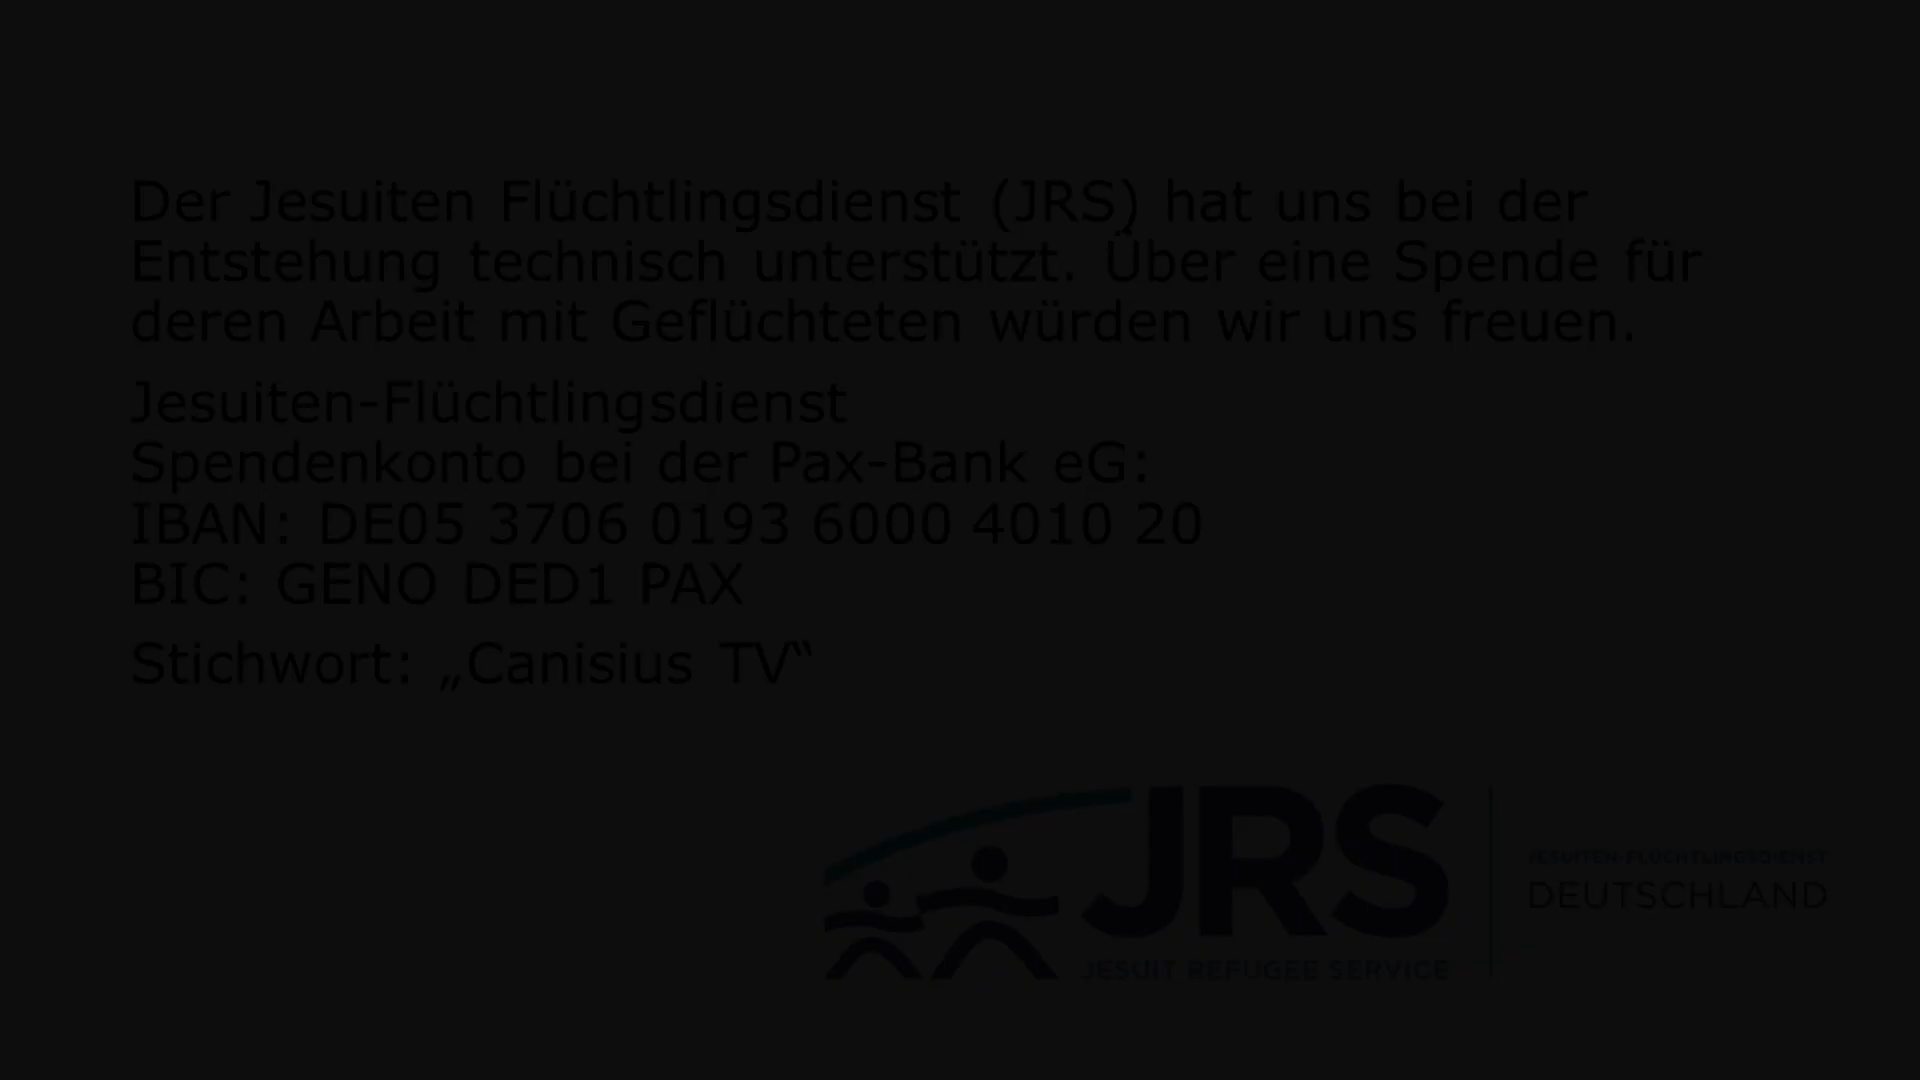 Der Jesuiten Flüchtlingsdienst (JRS) hat uns bei der
Entstehung technisch unterstützt. Über eine Spende für
deren Arbeit mit Geflüchteten würden wir uns freuen.
Jesuiten-Flüchtlingsdienst
Spendenkonto bei der Pax-Bank eG:
IBAN: DE05 3706 0193 6000 4010 20
BIC: GENO DED1 PAX
Stichwort: „Canisius TV“
JRS
JESUIT REFUGEE SERVICE
JESUITEN-FLÜCHTLINGSDIENST
DEUTSCHLAND